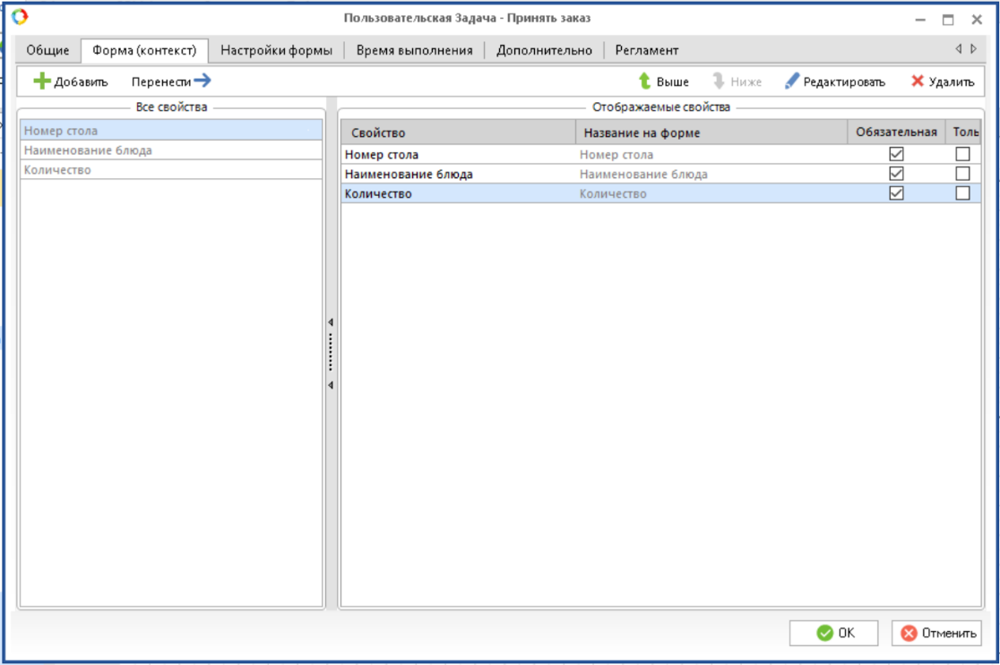 Пользовательская Задача - Принять заказ
Общие Форма (контекст) Настройки формы Время выполнения Дополнительно Регламент
Добавить Перенести Выше Ниже Редактировать Удалить
Все свойства
Номер стола
Наименование блюда
Количество
Отображаемые свойства
Свойство Название на форме Обязательная Толь
Номер стола Номер стола
Наименование блюда Наименование блюда
Количество Количество
OK Отменить